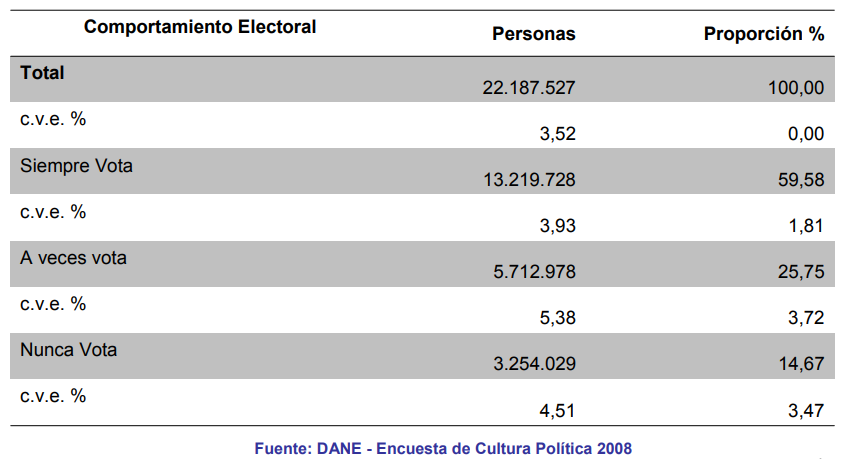 Comportamiento Electoral Personas Proporción %
Total 22.187.527 100,00
c.v.e. % 3,52 0,00
Siempre Vota 13.219.728 59,58
c.v.e. % 3,93 1,81
A veces vota 5.712.978 25,75
c.v.e. % 5,38 3,72
Nunca Vota 3.254.029 14,67
c.v.e. % 4,51 3,47
Fuente: DANE - Encuesta de Cultura Política 2008